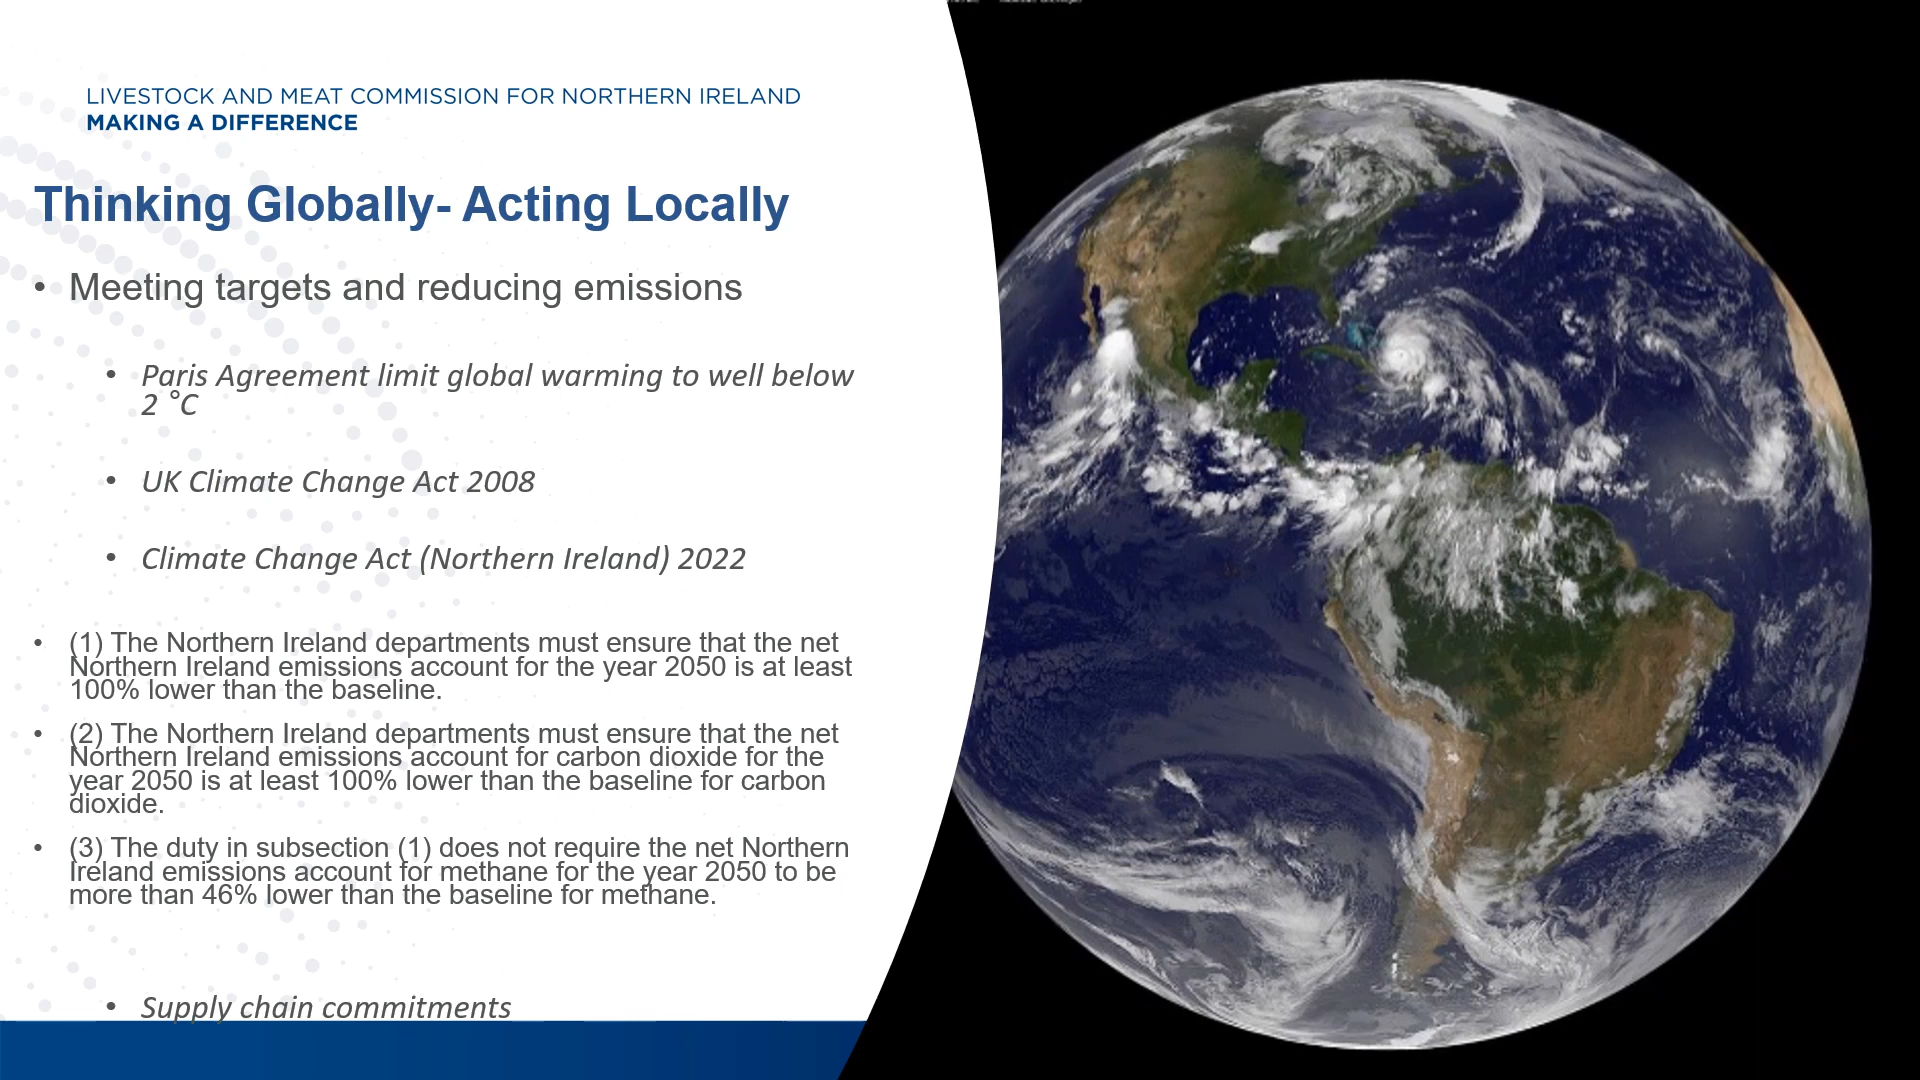 LIVESTOCK AND MEAT COMMISSION FOR NORTHERN IRELAND
MAKING A DIFFERENCE
Thinking Globally- Acting Locally
• Meeting targets and reducing emissions
• Paris Agreement limit global warming to well below
2 °C
• UK Climate Change Act 2008
• Climate Change Act (Northern Ireland) 2022
• (1) The Northern Ireland departments must ensure that the net
Northern Ireland emissions account for the year 2050 is at least
100% lower than the baseline.
• (2) The Northern Ireland departments must ensure that the net
Northern Ireland emissions account for carbon dioxide for the
year 2050 is at least 100% lower than the baseline for carbon
dioxide.
• (3) The duty in subsection (1) does not require the net Northern
Ireland emissions account for methane for the year 2050 to be
more than 46% lower than the baseline for methane.
• Supply chain commitments